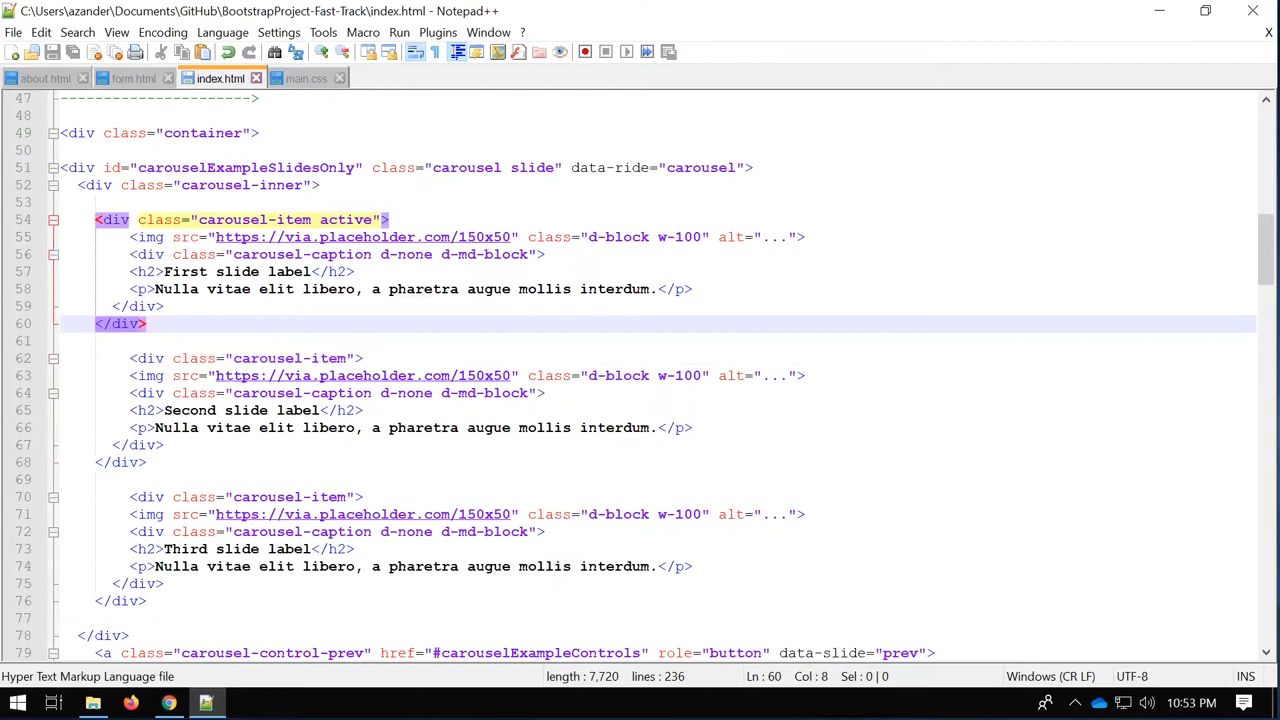 C:\Users\azander\Documents\GitHub\BootstrapProject-Fast-Track\index.html - Notepad++
File Edit Search View Encoding Language Settings Tools Macro Run Plugins Window ? X
about.html form.html index.html main.css
47 ---------------------->
48
49 <div class="container">
50
51 <div id="carouselExampleSlidesOnly" class="carousel slide" data-ride="carousel">
52 <div class="carousel-inner">
53
54 <div class="carousel-item active">
55 <img src="https://via.placeholder.com/150x50" class="d-block w-100" alt="...">
56 <div class="carousel-caption d-none d-md-block">
57 <h2>First slide label</h2>
58 <p>Nulla vitae elit libero, a pharetra augue mollis interdum.</p>
59 </div>
60 </div>
61
62 <div class="carousel-item">
63 <img src="https://via.placeholder.com/150x50" class="d-block w-100" alt="...">
64 <div class="carousel-caption d-none d-md-block">
65 <h2>Second slide label</h2>
66 <p>Nulla vitae elit libero, a pharetra augue mollis interdum.</p>
67 </div>
68 </div>
69
70 <div class="carousel-item">
71 <img src="https://via.placeholder.com/150x50" class="d-block w-100" alt="...">
72 <div class="carousel-caption d-none d-md-block">
73 <h2>Third slide label</h2>
74 <p>Nulla vitae elit libero, a pharetra augue mollis interdum.</p>
75 </div>
76 </div>
77
78 </div>
79 <a class="carousel-control-prev" href="#carouselExampleControls" role="button" data-slide="prev">
Hyper Text Markup Language file length : 7,720 lines : 236 Ln : 60 Col : 8 Sel : 0 | 0 Windows (CR LF) UTF-8 INS
10:53 PM